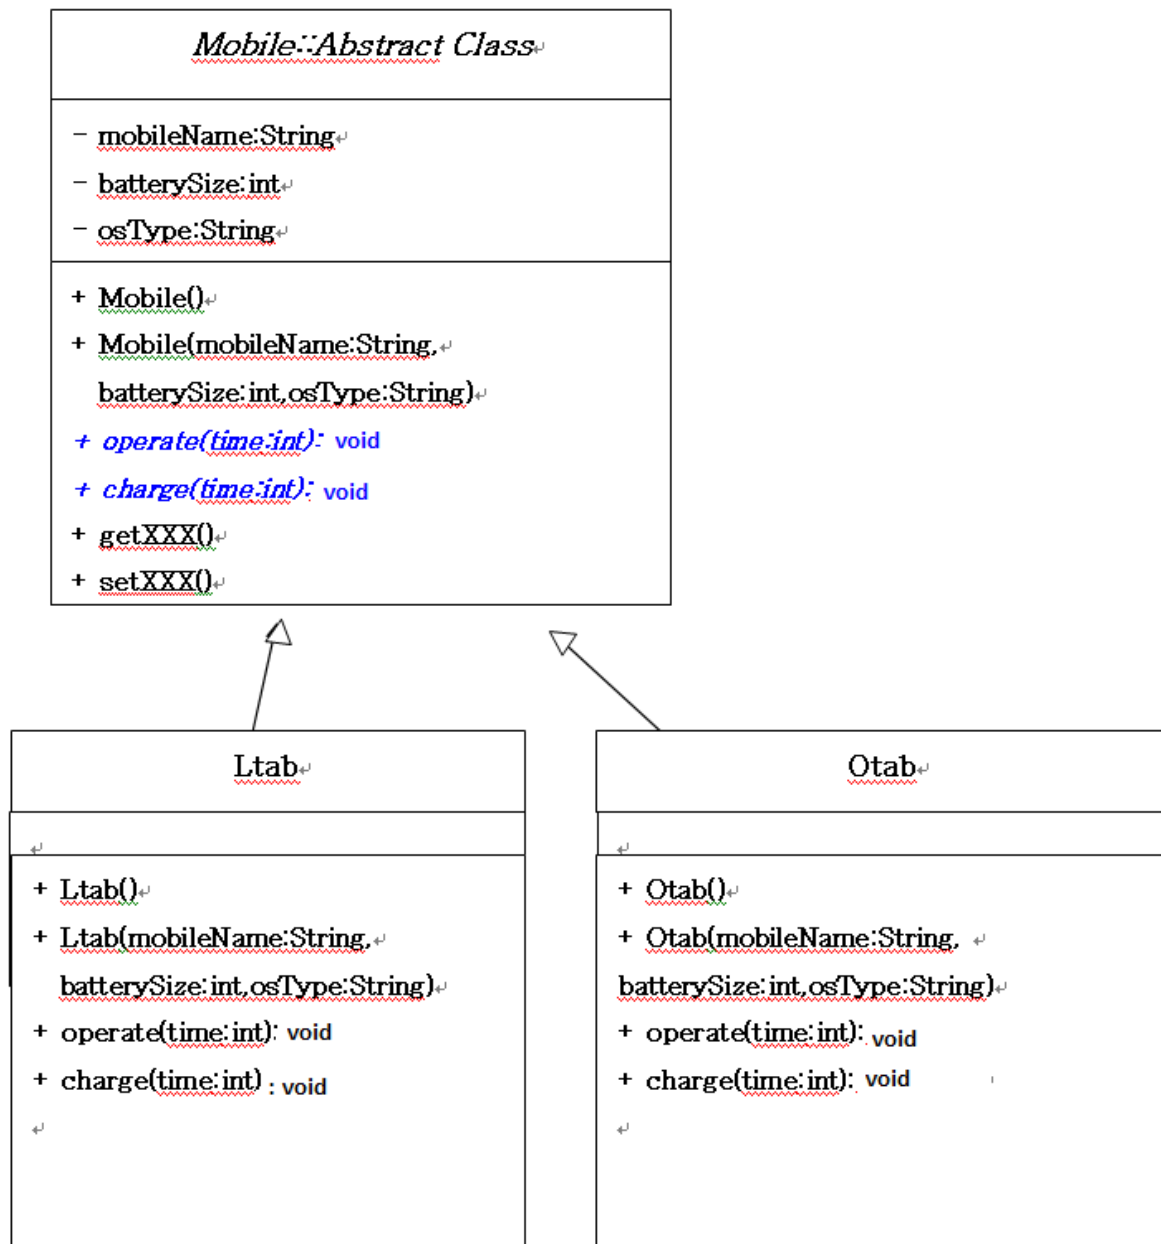 Mobile::Abstract Class
- mobileName:String
- batterySize:int
- osType:String
+ Mobile()
+ Mobile(mobileName:String,
batterySize:int,osType:String)
+ operate(time:int): void
+ charge(time:int): void
+ getXXX()
+ setXXX()
Ltab
+ Ltab()
+ Ltab(mobileName:String,
batterySize:int,osType:String)
+ operate(time:int): void
+ charge(time:int) : void
Otab
+ Otab()
+ Otab(mobileName:String,
batterySize:int,osType:String)
+ operate(time:int): void
+ charge(time:int): void